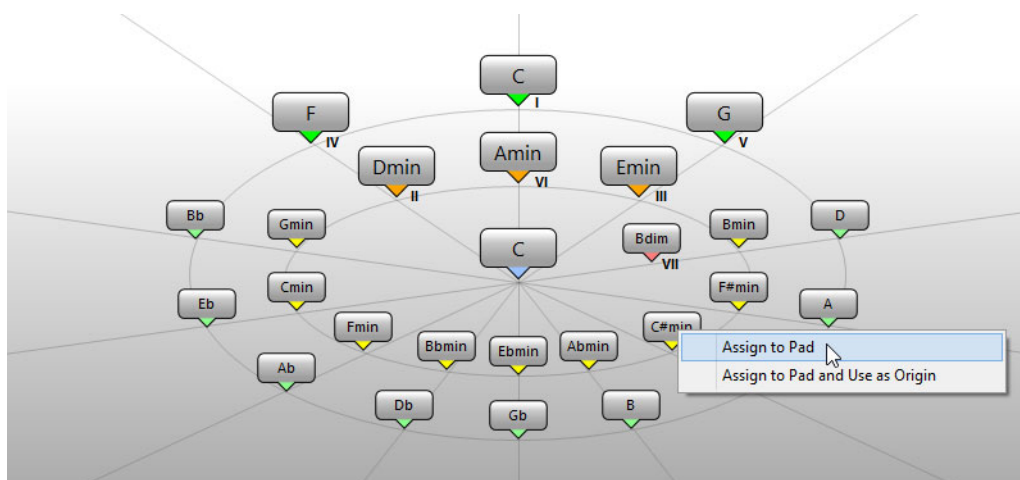 C
I
F
IV
G
V
Dmin
II
Amin
VI
Emin
III
Bb
Gmin
C
Bdim
VII
Bmin
D
Eb
Cmin
F#min
A
Fmin
Bbmin
Ebmin
Abmin
C#min
Assign to Pad
Assign to Pad and Use as Origin
Ab
Db
Gb
B